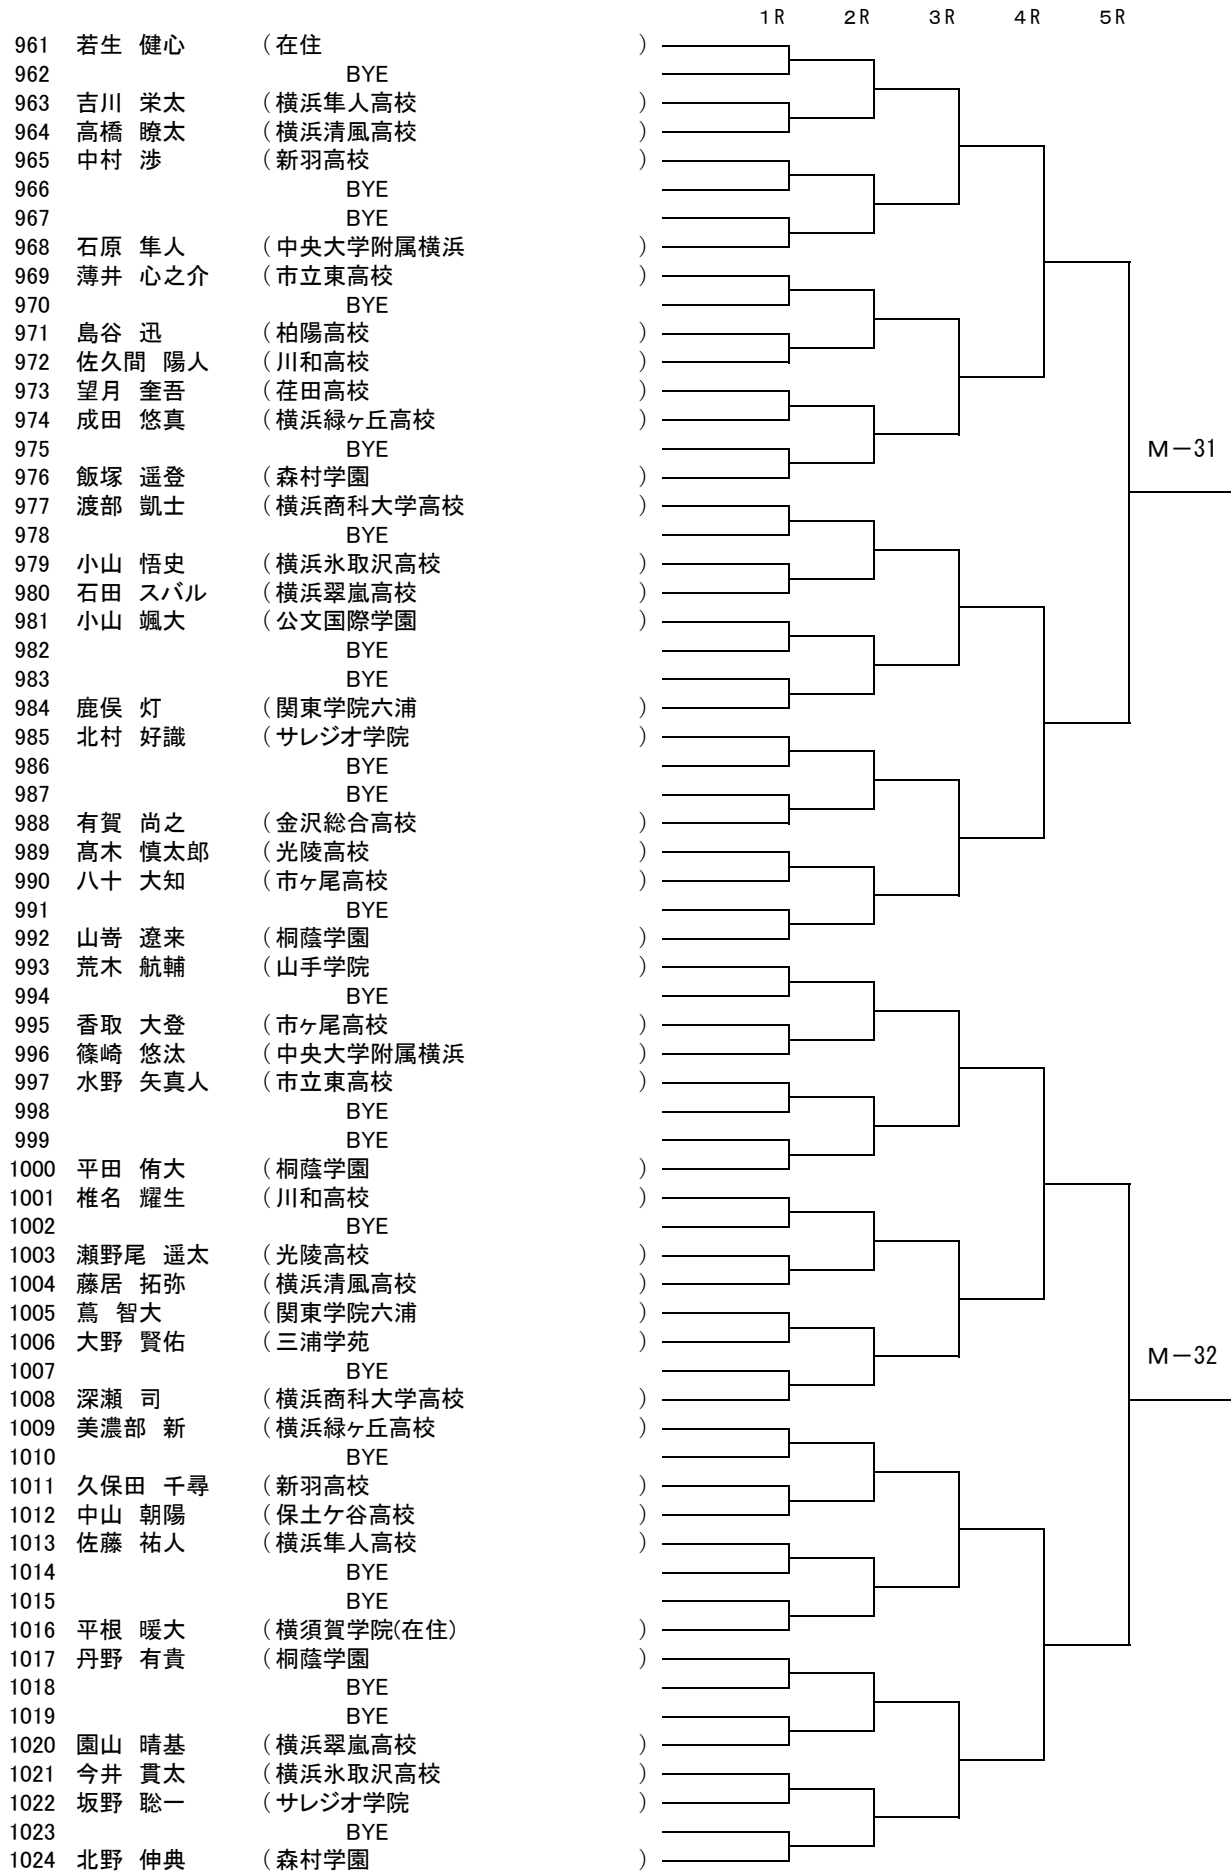 1R 2R 3R 4R 5R
961 若生 健心 (在住 )
962 BYE
963 吉川 栄太 (横浜隼人高校 )
964 高橋 瞭太 (横浜清風高校 )
965 中村 渉 (新羽高校 )
966 BYE
967 BYE
968 石原 隼人 (中央大学附属横浜 )
969 薄井 心之介 (市立東高校 )
970 BYE
971 島谷 迅 (柏陽高校 )
972 佐久間 陽人 (川和高校 )
973 望月 奎吾 (荏田高校 )
974 成田 悠真 (横浜緑ヶ丘高校 )
975 BYE
M－31
976 飯塚 遥登 (森村学園 )
977 渡部 凱士 (横浜商科大学高校 )
978 BYE
979 小山 悟史 (横浜氷取沢高校 )
980 石田 スバル (横浜翠嵐高校 )
981 小山 颯大 (公文国際学園 )
982 BYE
983 BYE
984 鹿俣 灯 (関東学院六浦 )
985 北村 好識 (サレジオ学院 )
986 BYE
987 BYE
988 有賀 尚之 (金沢総合高校 )
989 髙木 慎太郎 (光陵高校 )
990 八十 大知 (市ヶ尾高校 )
991 BYE
992 山嵜 遼来 (桐蔭学園 )
993 荒木 航輔 (山手学院 )
994 BYE
995 香取 大登 (市ヶ尾高校 )
996 篠崎 悠汰 (中央大学附属横浜 )
997 水野 矢真人 (市立東高校 )
998 BYE
999 BYE
1000 平田 侑大 (桐蔭学園 )
1001 椎名 耀生 (川和高校 )
1002 BYE
1003 瀬野尾 遥太 (光陵高校 )
1004 藤居 拓弥 (横浜清風高校 )
1005 蔦 智大 (関東学院六浦 )
1006 大野 賢佑 (三浦学苑 )
1007 BYE
M－32
1008 深瀬 司 (横浜商科大学高校 )
1009 美濃部 新 (横浜緑ヶ丘高校 )
1010 BYE
1011 久保田 千尋 (新羽高校 )
1012 中山 朝陽 (保土ケ谷高校 )
1013 佐藤 祐人 (横浜隼人高校 )
1014 BYE
1015 BYE
1016 平根 暖大 (横須賀学院(在住) )
1017 丹野 有貴 (桐蔭学園 )
1018 BYE
1019 BYE
1020 園山 晴基 (横浜翠嵐高校 )
1021 今井 貫太 (横浜氷取沢高校 )
1022 坂野 聡一 (サレジオ学院 )
1023 BYE
1024 北野 伸典 (森村学園 )